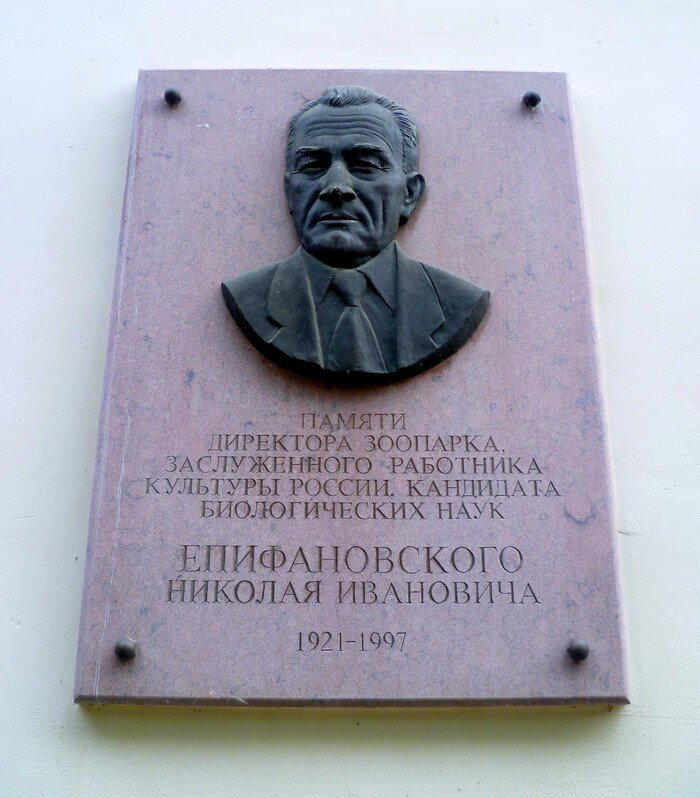 ПАМЯТИ
ДИРЕКТОРА ЗООПАРКА,
ЗАСЛУЖЕННОГО РАБОТНИКА
КУЛЬТУРЫ РОССИИ, КАНДИДАТА
БИОЛОГИЧЕСКИХ НАУК
ЕПИФАНОВСКОГО
НИКОЛАЯ ИВАНОВИЧА
1921-1997